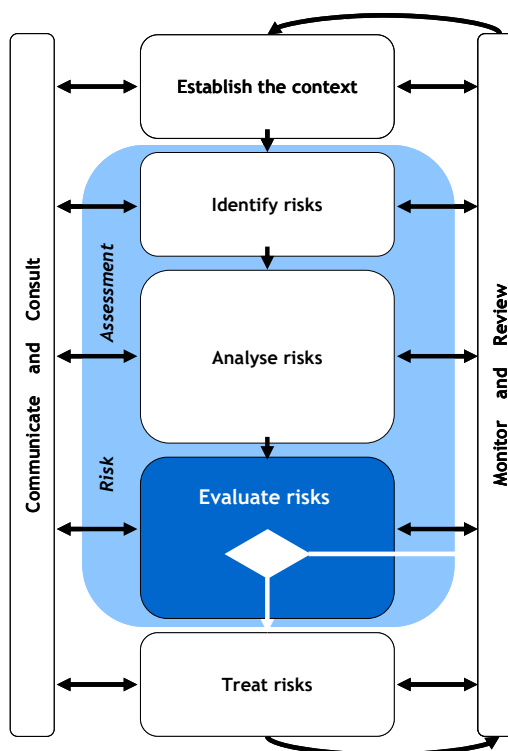 Establish the context
Identify risks
Analyse risks
Evaluate risks
Treat risks
Communicate and Consult
Risk Assessment
Monitor and Review